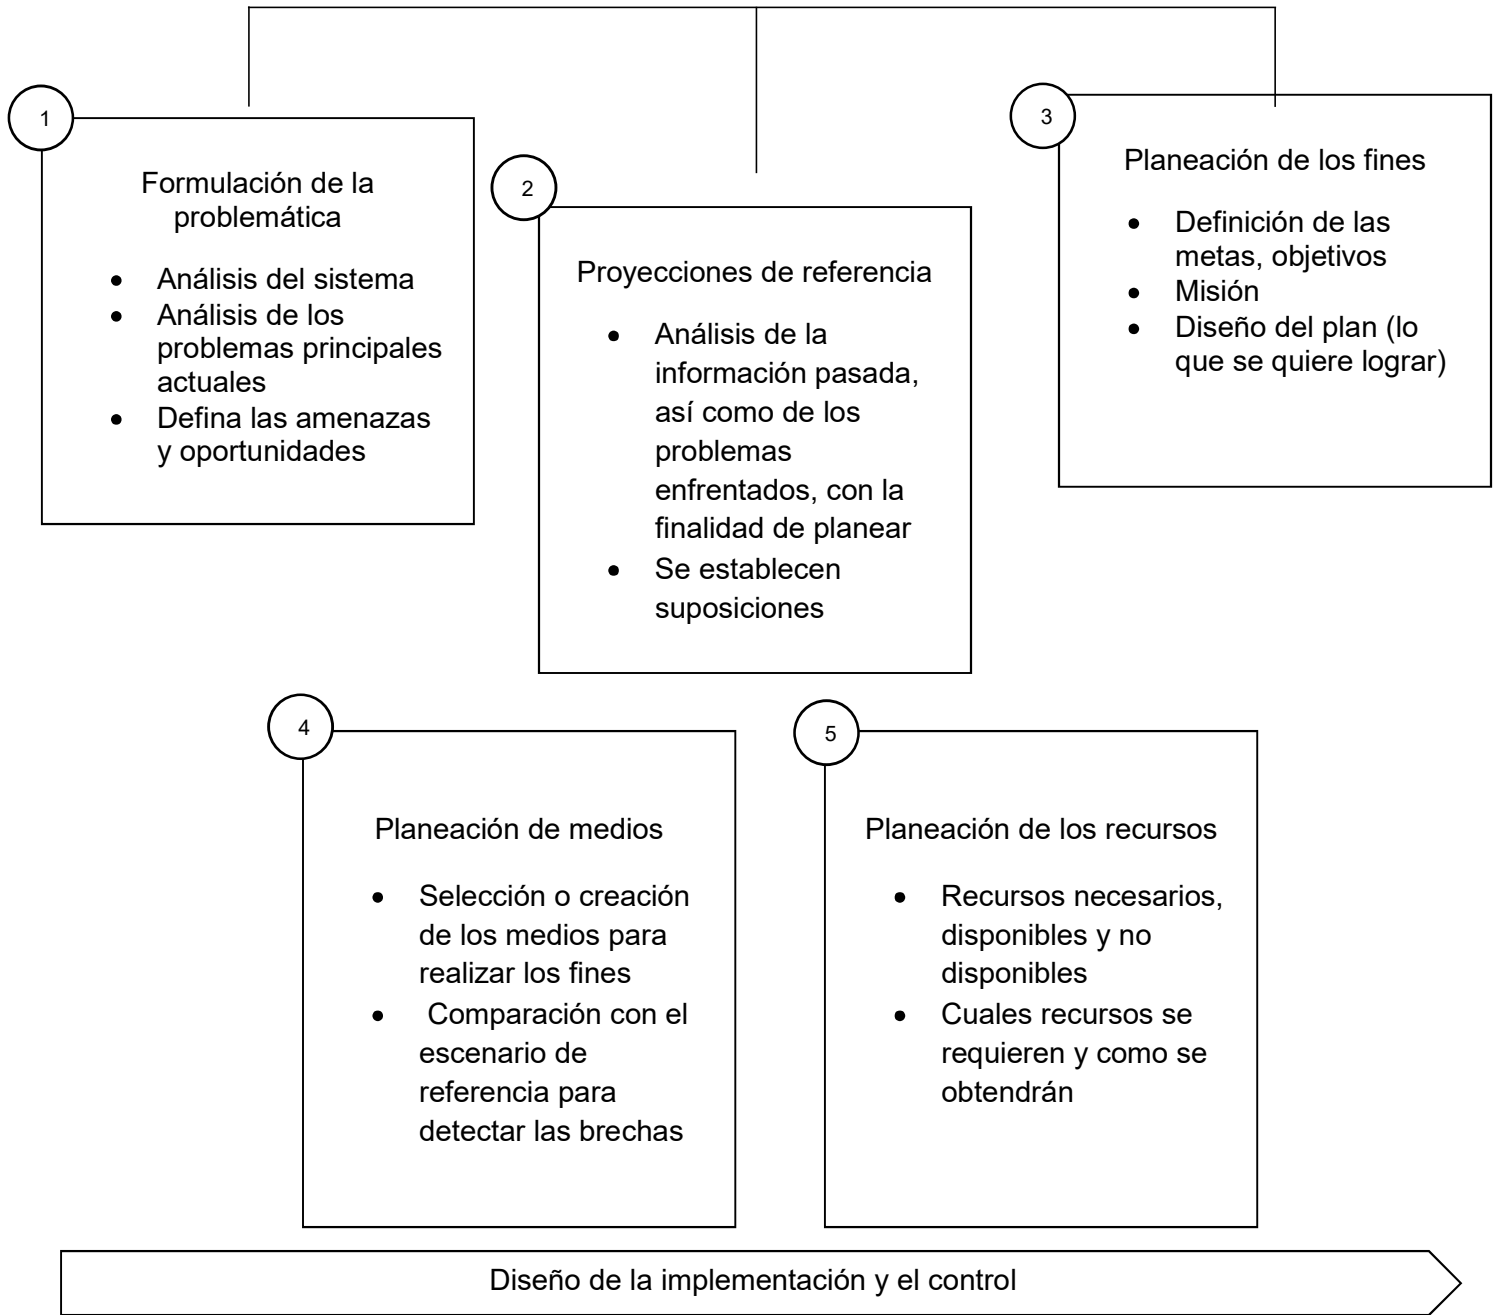 1
Formulación de la
problemática
• Análisis del sistema
• Análisis de los
problemas principales
actuales
• Defina las amenazas
y oportunidades
2
Proyecciones de referencia
• Análisis de la
información pasada,
así como de los
problemas
enfrentados, con la
finalidad de planear
• Se establecen
suposiciones
3
Planeación de los fines
• Definición de las
metas, objetivos
• Misión
• Diseño del plan (lo
que se quiere lograr)
4
Planeación de medios
• Selección o creación
de los medios para
realizar los fines
• Comparación con el
escenario de
referencia para
detectar las brechas
5
Planeación de los recursos
• Recursos necesarios,
disponibles y no
disponibles
• Cuales recursos se
requieren y como se
obtendrán
Diseño de la implementación y el control